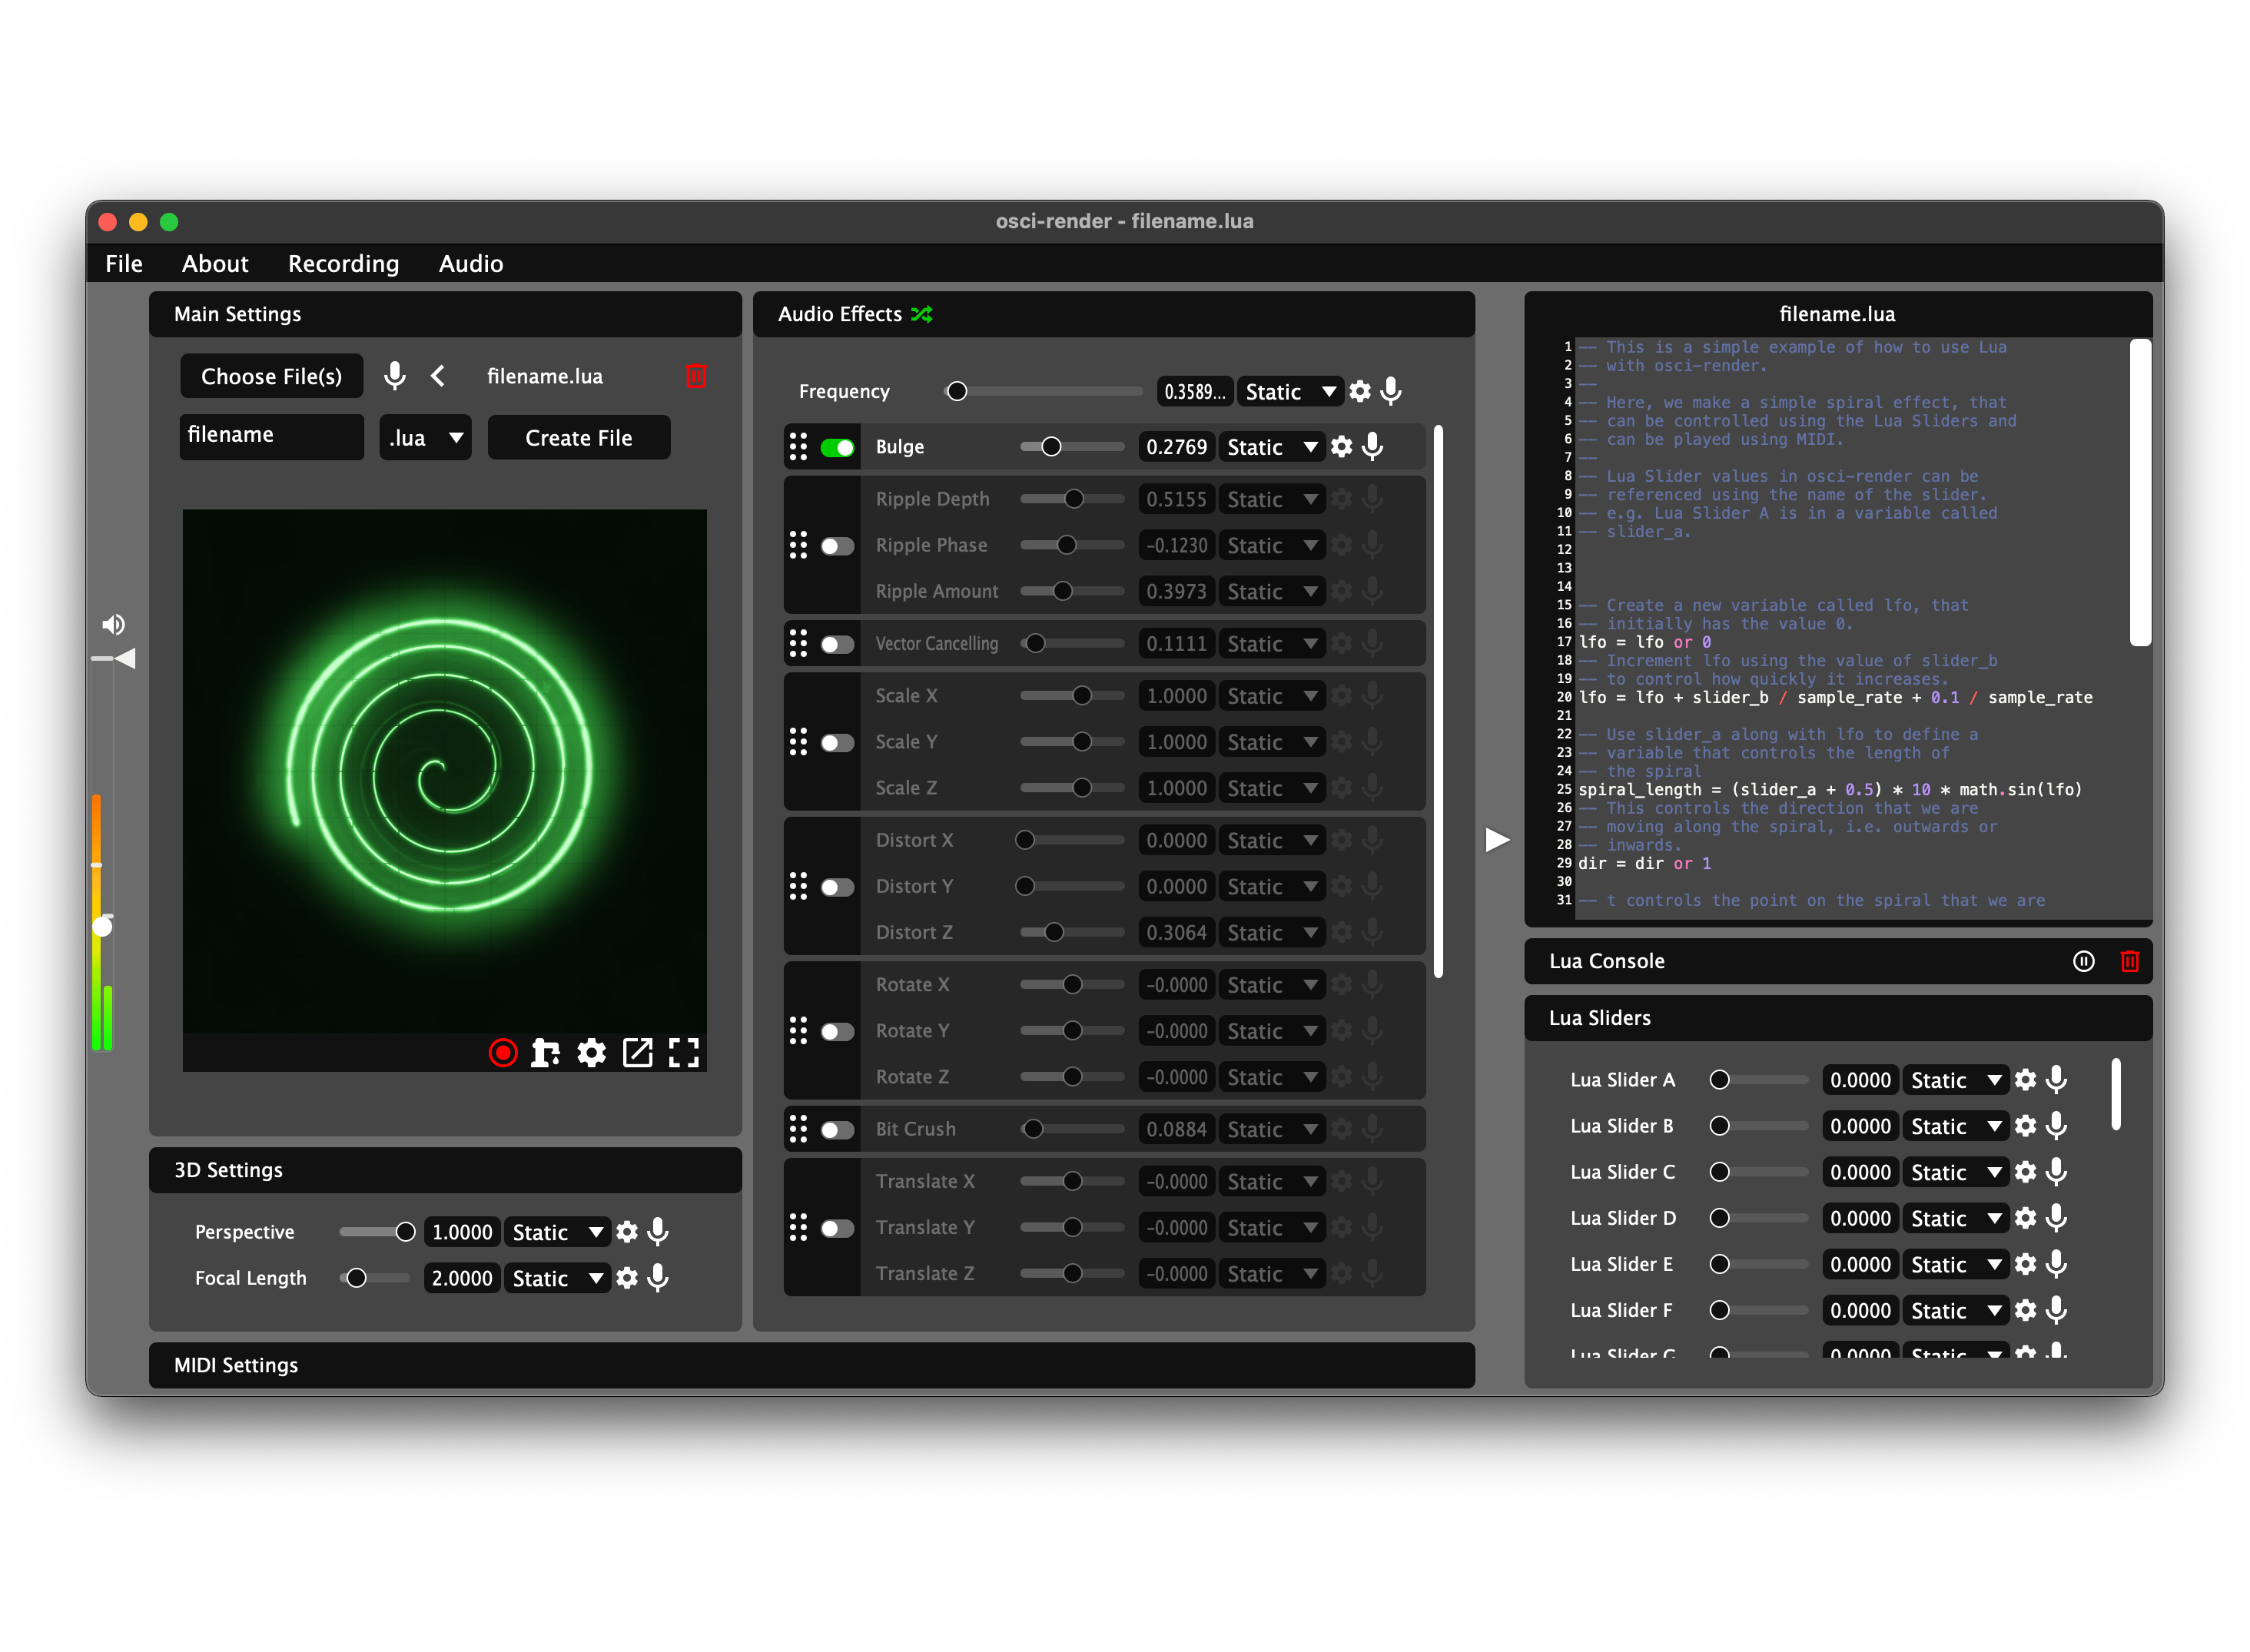 osci-render - filename.lua
File About Recording Audio
Main Settings
Choose File(s) filename.lua
filename .lua Create File
3D Settings
Perspective 1.0000 Static
Focal Length 2.0000 Static
MIDI Settings
Audio Effects
Frequency 0.3589... Static
Bulge 0.2769 Static
Ripple Depth 0.5155 Static
Ripple Phase -0.1230 Static
Ripple Amount 0.3973 Static
Vector Cancelling 0.1111 Static
Scale X 1.0000 Static
Scale Y 1.0000 Static
Scale Z 1.0000 Static
Distort X 0.0000 Static
Distort Y 0.0000 Static
Distort Z 0.3064 Static
Rotate X -0.0000 Static
Rotate Y -0.0000 Static
Rotate Z -0.0000 Static
Bit Crush 0.0884 Static
Translate X -0.0000 Static
Translate Y -0.0000 Static
Translate Z -0.0000 Static
filename.lua
1 -- This is a simple example of how to use Lua
2 -- with osci-render.
3 --
4 -- Here, we make a simple spiral effect, that
5 -- can be controlled using the Lua Sliders and
6 -- can be played using MIDI.
7 --
8 -- Lua Slider values in osci-render can be
9 -- referenced using the name of the slider.
10 -- e.g. Lua Slider A is in a variable called
11 -- slider_a.
12
13
14
15 -- Create a new variable called lfo, that
16 -- initially has the value 0.
17 lfo = lfo or 0
18 -- Increment lfo using the value of slider_b
19 -- to control how quickly it increases.
20 lfo = lfo + slider_b / sample_rate + 0.1 / sample_rate
21
22 -- Use slider_a along with lfo to define a
23 -- variable that controls the length of
24 -- the spiral
25 spiral_length = (slider_a + 0.5) * 10 * math.sin(lfo)
26 -- This controls the direction that we are
27 -- moving along the spiral, i.e. outwards or
28 -- inwards.
29 dir = dir or 1
30
31 -- t controls the point on the spiral that we are
Lua Console
Lua Sliders
Lua Slider A 0.0000 Static
Lua Slider B 0.0000 Static
Lua Slider C 0.0000 Static
Lua Slider D 0.0000 Static
Lua Slider E 0.0000 Static
Lua Slider F 0.0000 Static
Lua Slider G 0.0000 Static